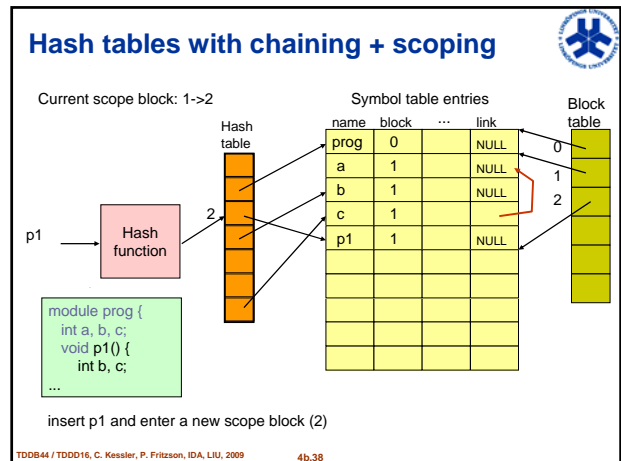 Hash tables with chaining + scoping
Current scope block: 1->2
Symbol table entries
Block
table
Hash
table
name block ... link
prog 0 NULL
a 1 NULL
b 1 NULL
c 1
p1 1 NULL
0
1
2
2
p1
Hash
function
module prog {
int a, b, c;
void p1() {
int b, c;
...
insert p1 and enter a new scope block (2)
TDDB44 / TDDD16, C. Kessler, P. Fritzson, IDA, LIU, 2009
4b.38